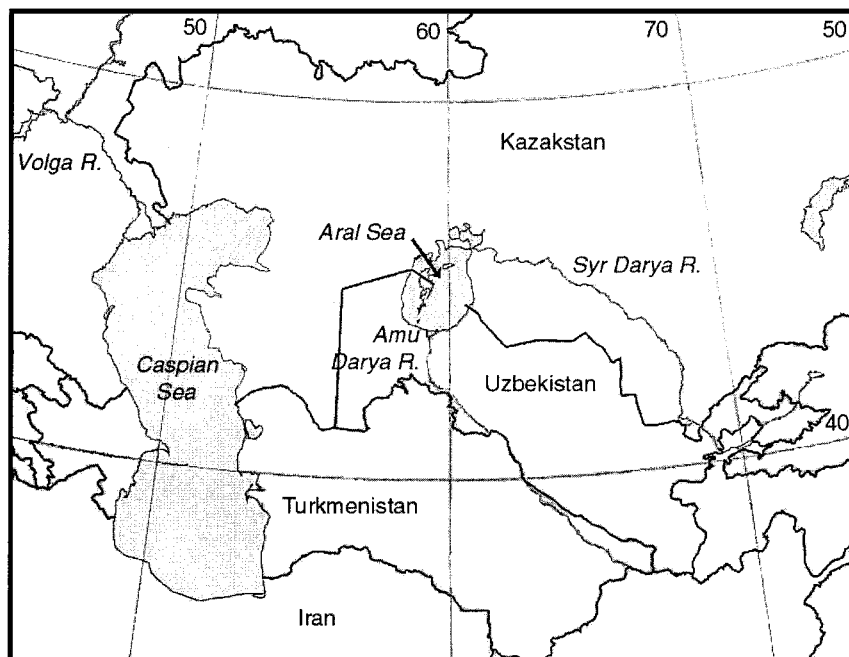 50
60
70
50
Kazakstan
Volga R.
Aral Sea
Syr Darya R.
Amu
Darya R.
Caspian
Sea
Uzbekistan
40
Turkmenistan
Iran